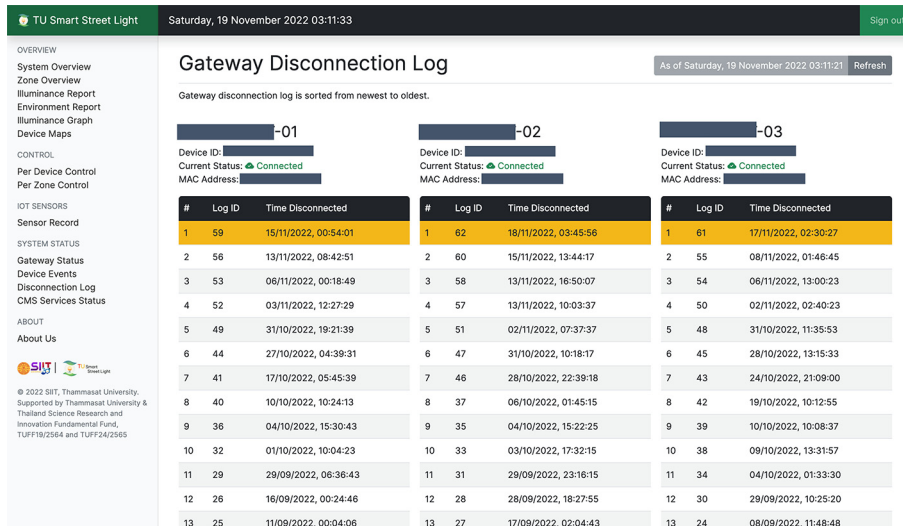 TU Smart Street Light
Saturday, 19 November 2022 03:11:33
Sign out
OVERVIEW
System Overview
Zone Overview
Illuminance Report
Environment Report
Illuminance Graph
Device Maps
CONTROL
Per Device Control
Per Zone Control
IOT SENSORS
Sensor Record
SYSTEM STATUS
Gateway Status
Device Events
Disconnection Log
CMS Services Status
ABOUT
About Us
SIIT TU Smart Street Light
© 2022 SIIT, Thammasat University.
Supported by Thammasat University &
Thailand Science Research and
Innovation Fundamental Fund,
TUFF19/2564 and TUFF24/2565
Gateway Disconnection Log
As of Saturday, 19 November 2022 03:11:21 Refresh
Gateway disconnection log is sorted from newest to oldest.
-01
Device ID:
Current Status: Connected
MAC Address:
# Log ID Time Disconnected
1 59 15/11/2022, 00:54:01
2 56 13/11/2022, 08:42:51
3 53 06/11/2022, 00:18:49
4 52 03/11/2022, 12:27:29
5 49 31/10/2022, 19:21:39
6 44 27/10/2022, 04:39:31
7 41 17/10/2022, 05:45:39
8 40 10/10/2022, 10:24:13
9 36 04/10/2022, 15:30:43
10 32 01/10/2022, 10:04:23
11 29 29/09/2022, 06:36:43
12 26 16/09/2022, 00:24:46
13 25 11/09/2022, 00:04:06
-02
Device ID:
Current Status: Connected
MAC Address:
# Log ID Time Disconnected
1 62 18/11/2022, 03:45:56
2 60 15/11/2022, 13:44:17
3 58 13/11/2022, 16:50:07
4 57 13/11/2022, 10:03:37
5 51 02/11/2022, 07:37:37
6 47 31/10/2022, 10:18:17
7 46 28/10/2022, 22:39:18
8 37 06/10/2022, 01:45:15
9 35 04/10/2022, 15:22:25
10 33 03/10/2022, 17:32:15
11 31 29/09/2022, 23:16:15
12 28 28/09/2022, 18:27:55
13 27 17/09/2022, 02:04:43
-03
Device ID:
Current Status: Connected
MAC Address:
# Log ID Time Disconnected
1 61 17/11/2022, 02:30:27
2 55 08/11/2022, 01:46:45
3 54 06/11/2022, 13:00:23
4 50 02/11/2022, 02:40:23
5 48 31/10/2022, 11:35:53
6 45 28/10/2022, 13:15:33
7 43 24/10/2022, 21:09:00
8 42 19/10/2022, 10:12:55
9 39 10/10/2022, 10:08:37
10 38 09/10/2022, 13:31:57
11 34 04/10/2022, 01:33:30
12 30 29/09/2022, 10:25:20
13 24 08/09/2022, 11:48:48